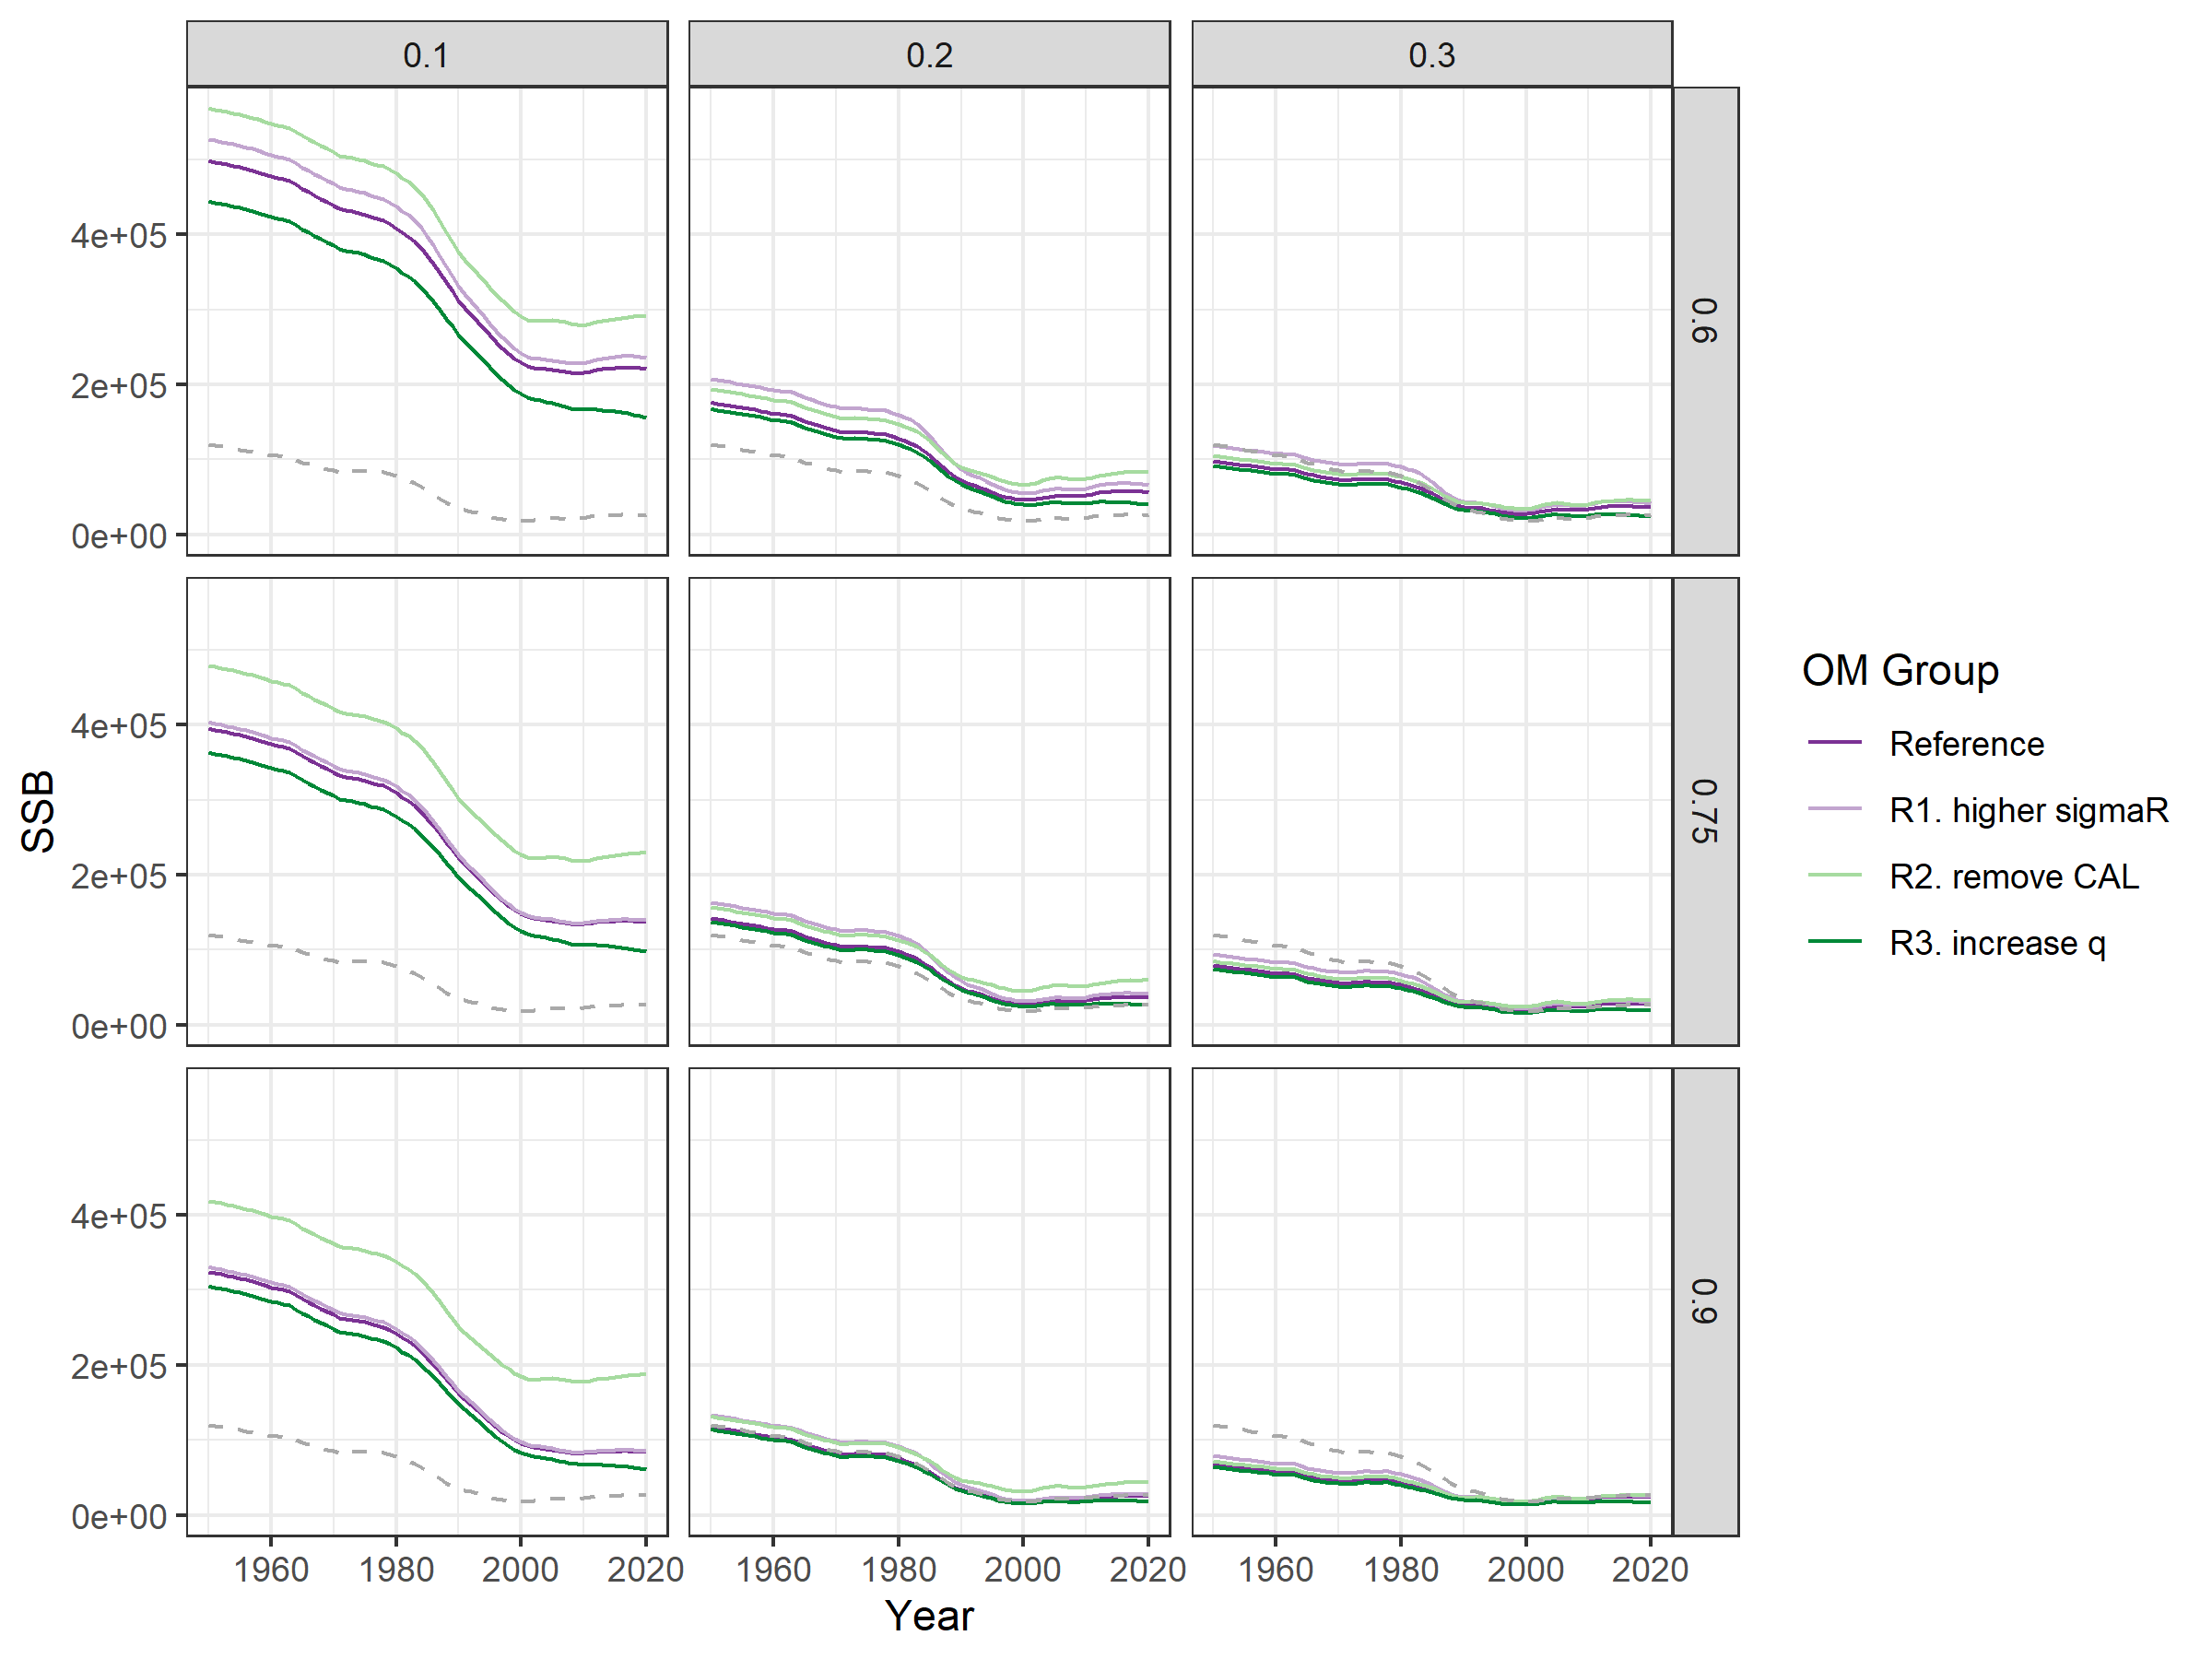 0.1 0.2 0.3
4e+05
2e+05
0e+00
0.6
4e+05
2e+05
0e+00
0.75
4e+05
2e+05
0e+00
0.9
SSB
1960 1980 2000 2020 1960 1980 2000 2020 1960 1980 2000 2020
Year
OM Group
Reference
R1. higher sigmaR
R2. remove CAL
R3. increase q